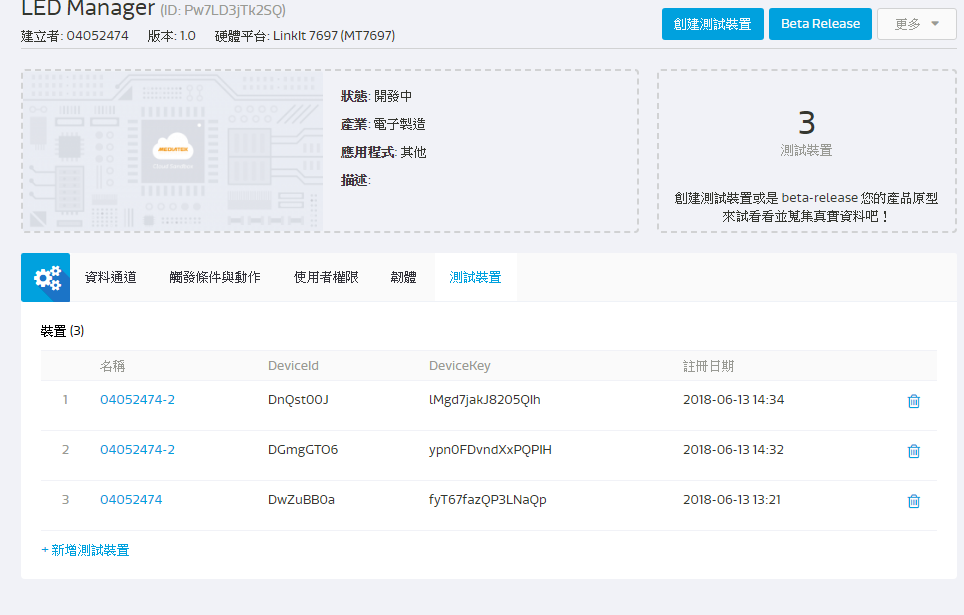 LED Manager (ID: Pw7LD3jTk2SQ)
創建測試裝置 Beta Release 更多
建立者: 04052474 版本: 1.0 硬體平台: LinkIt 7697 (MT7697)
MEDIATEK
Cloud Sandbox
狀態: 開發中
產業: 電子製造
應用程式: 其他
描述:
3
測試裝置
創建測試裝置或是 beta-release 您的產品原型
來試看看並蒐集真實資料吧！
資料通道 觸發條件與動作 使用者權限 韌體 測試裝置
裝置 (3)
名稱 DeviceId DeviceKey 註冊日期
1 04052474-2 DnQst00J lMgd7jakJ8205QIh 2018-06-13 14:34
2 04052474-2 DGmgGTO6 ypn0FDvndXxPQPIH 2018-06-13 14:32
3 04052474 DwZuBB0a fyT67fazQP3LNaQp 2018-06-13 13:21
+ 新增測試裝置